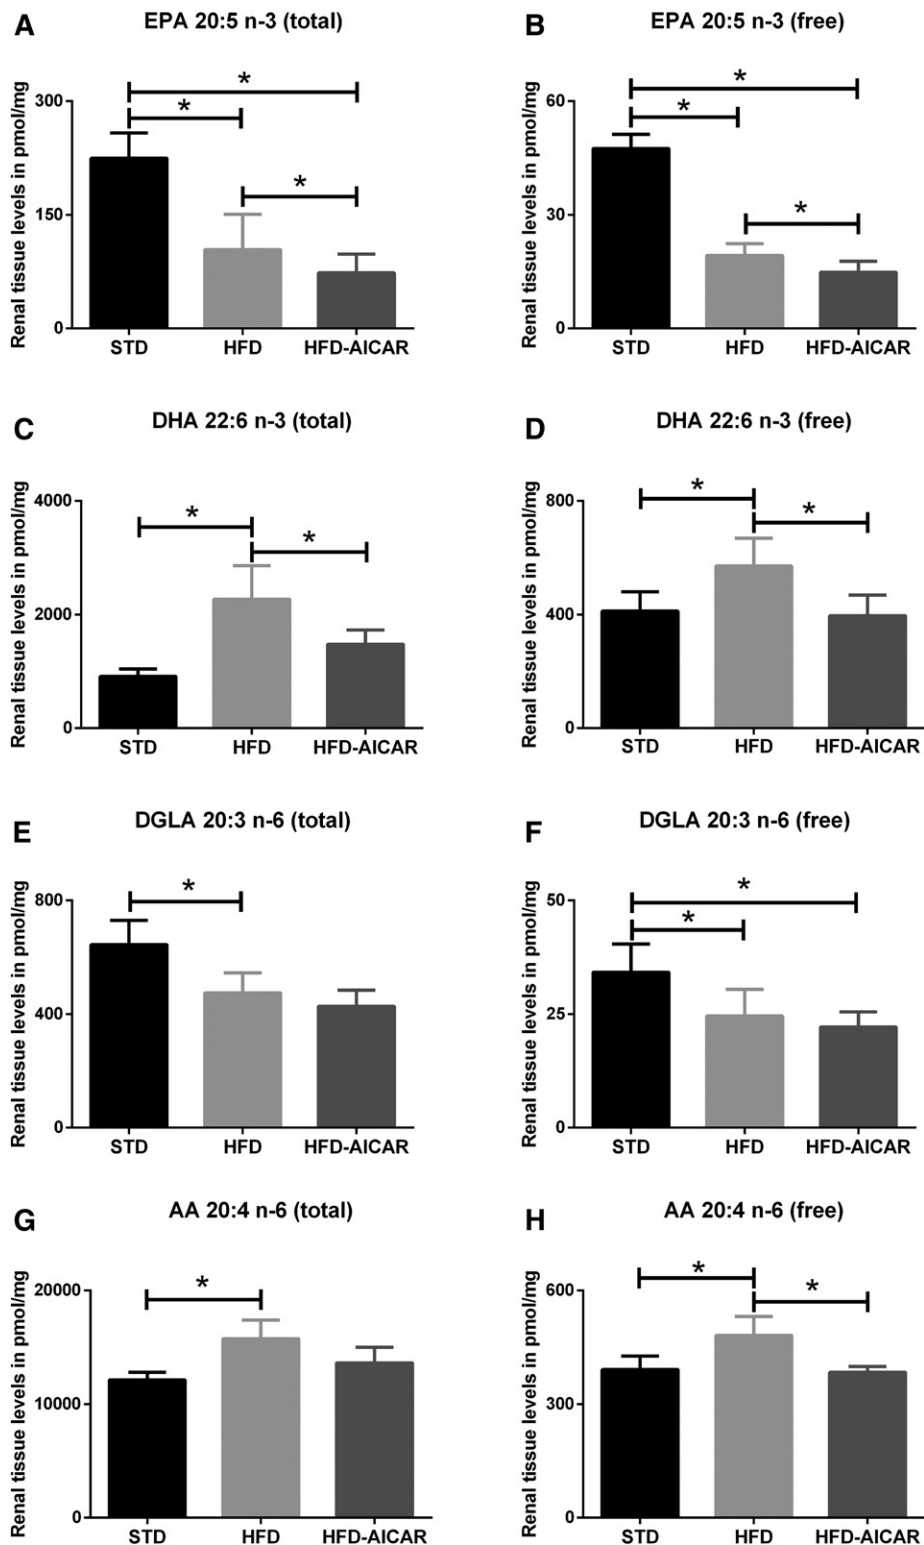 A
EPA 20:5 n-3 (total)
Renal tissue levels in pmol/mg
300
150
0
*
*
*
STD
HFD
HFD-AICAR
B
EPA 20:5 n-3 (free)
Renal tissue levels in pmol/mg
60
30
0
*
*
*
STD
HFD
HFD-AICAR
C
DHA 22:6 n-3 (total)
Renal tissue levels in pmol/mg
4000
2000
0
*
*
STD
HFD
HFD-AICAR
D
DHA 22:6 n-3 (free)
Renal tissue levels in pmol/mg
800
400
0
*
*
STD
HFD
HFD-AICAR
E
DGLA 20:3 n-6 (total)
Renal tissue levels in pmol/mg
800
400
0
*
STD
HFD
HFD-AICAR
F
DGLA 20:3 n-6 (free)
Renal tissue levels in pmol/mg
50
25
0
*
*
STD
HFD
HFD-AICAR
G
AA 20:4 n-6 (total)
Renal tissue levels in pmol/mg
20000
10000
0
*
STD
HFD
HFD-AICAR
H
AA 20:4 n-6 (free)
Renal tissue levels in pmol/mg
600
300
0
*
*
STD
HFD
HFD-AICAR